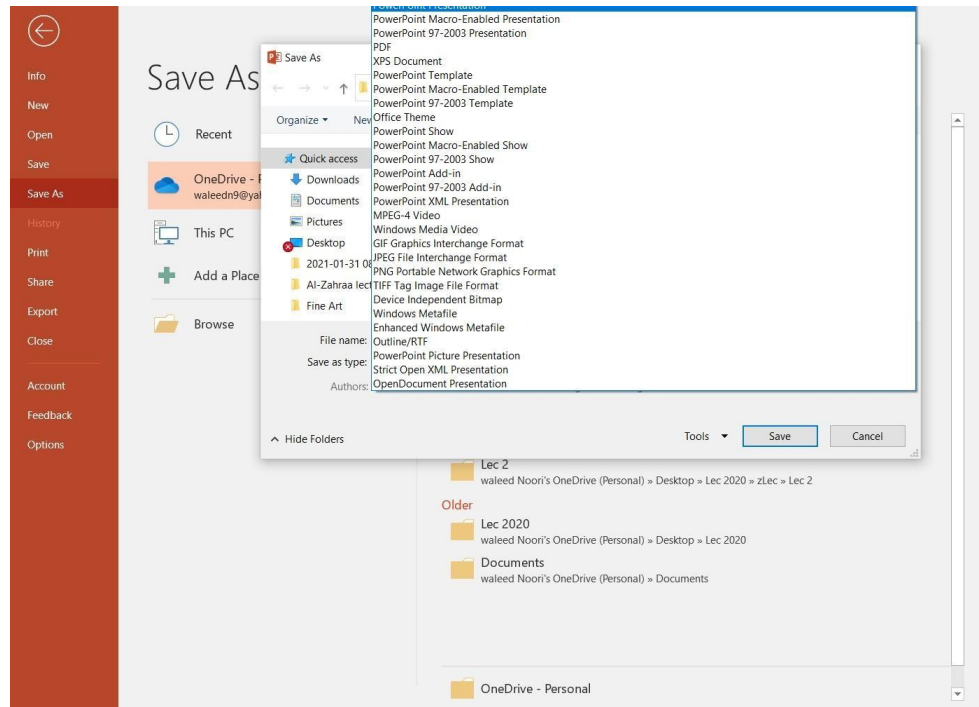 Info
New
Open
Save
Save As
History
Print
Share
Export
Close
Account
Feedback
Options
Save As
Recent
OneDrive -
This PC
Add a Place
Browse
Save As
Organize
Quick access
Downloads
Documents
Pictures
Desktop
2021-01-31
Al-Zahraa
Fine Art
File name:
Save as type:
Authors:
PowerPoint Presentation
PowerPoint Macro-Enabled Presentation
PowerPoint 97-2003 Presentation
PDF
XPS Document
PowerPoint Template
PowerPoint Macro-Enabled Template
PowerPoint 97-2003 Template
Office Theme
PowerPoint Show
PowerPoint Macro-Enabled Show
PowerPoint 97-2003 Show
PowerPoint Add-in
PowerPoint 97-2003 Add-in
PowerPoint XML Presentation
MPEG-4 Video
Windows Media Video
GIF Graphics Interchange Format
JPEG File Interchange Format
PNG Portable Network Graphics Format
TIFF Tag Image File Format
Device Independent Bitmap
Windows Metafile
Enhanced Windows Metafile
Outline/RTF
PowerPoint Picture Presentation
Strict Open XML Presentation
OpenDocument Presentation
Hide Folders
Tools
Save
Cancel
Lec 2
waleed Noori's OneDrive (Personal) » Desktop » Lec 2020 » zLec » Lec 2
Older
Lec 2020
waleed Noori's OneDrive (Personal) » Desktop » Lec 2020
Documents
waleed Noori's OneDrive (Personal) » Documents
OneDrive - Personal